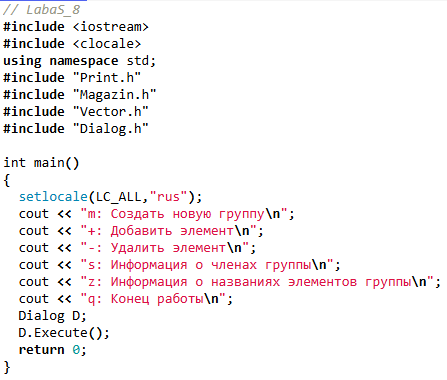 // LabaS_8
#include <iostream>
#include <clocale>
using namespace std;
#include "Print.h"
#include "Magazin.h"
#include "Vector.h"
#include "Dialog.h"
int main()
{
setlocale(LC_ALL,"rus");
cout << "m: Создать новую группу\n";
cout << "+: Добавить элемент\n";
cout << "-: Удалить элемент\n";
cout << "s: Информация о членах группы\n";
cout << "z: Информация о названиях элементов группы\n";
cout << "q: Конец работы\n";
Dialog D;
D.Execute();
return 0;
}